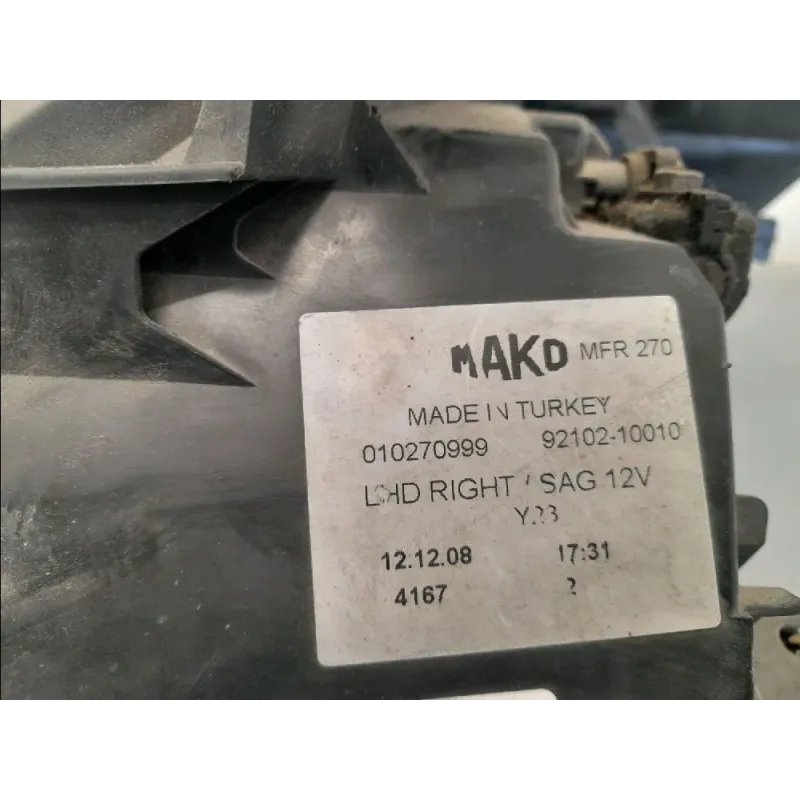 MAKO MFR 270
MADE IN TURKEY
010270999 92102-10010
LHD RIGHT / SAG 12V
12.12.08 17:31
4167 2